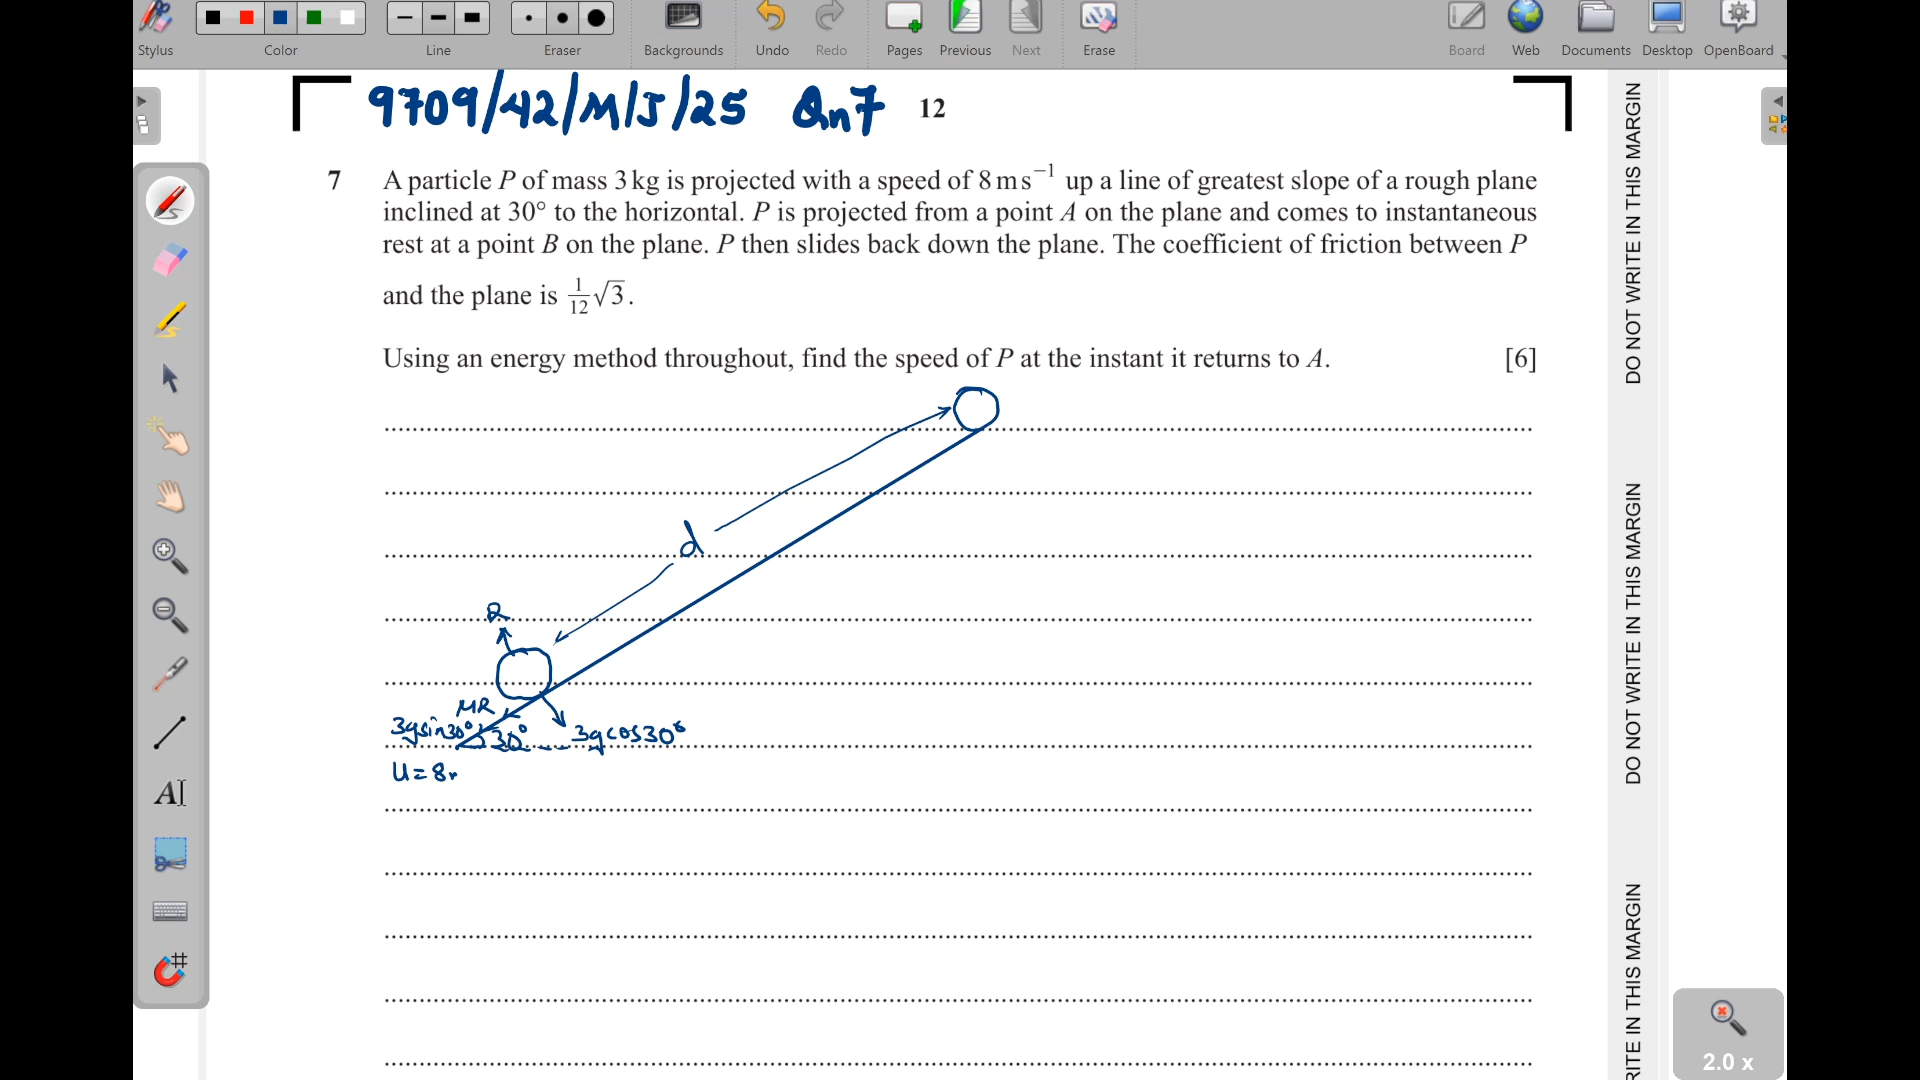 Stylus Color Line Eraser Backgrounds Undo Redo Pages Previous Next Erase Board Web Documents Desktop OpenBoard
9709/42/M/J/25 Qn7 12
7 A particle P of mass 3 kg is projected with a speed of 8 m s⁻¹ up a line of greatest slope of a rough plane
inclined at 30° to the horizontal. P is projected from a point A on the plane and comes to instantaneous
rest at a point B on the plane. P then slides back down the plane. The coefficient of friction between P
and the plane is 1/12 √3.
Using an energy method throughout, find the speed of P at the instant it returns to A. [6]
d
R
μR
3gsin30° 30° 3gcos30°
U = 8
DO NOT WRITE IN THIS MARGIN
DO NOT WRITE IN THIS MARGIN
RITE IN THIS MARGIN
AI
2.0 x